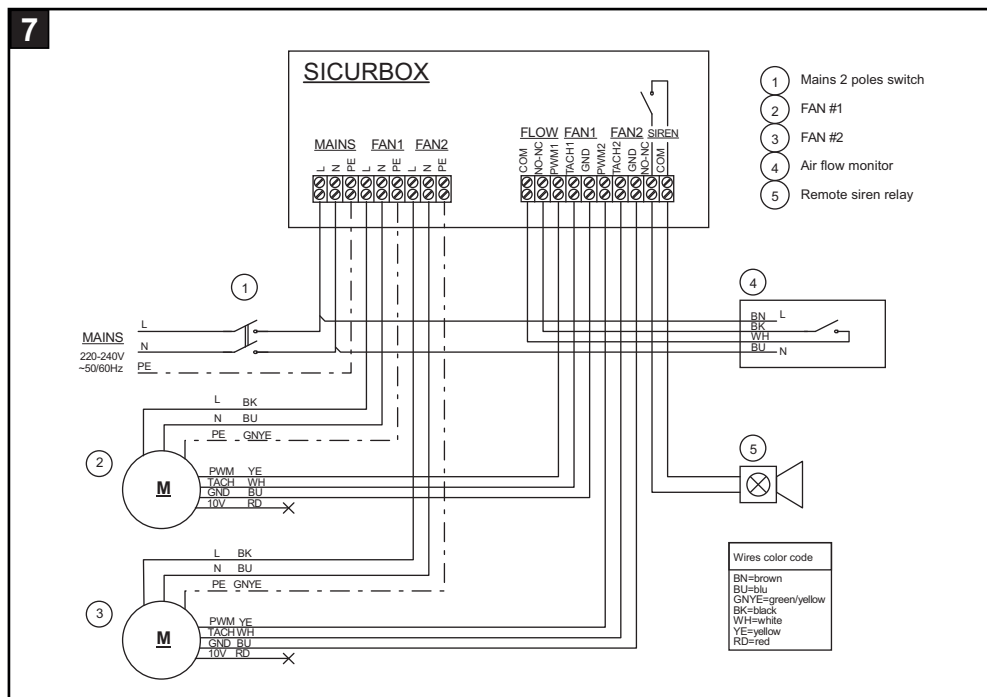 7
SICURBOX
MAINS FAN1 FAN2
L N PE L N PE L N PE
FLOW FAN1 FAN2 SIREN
COM NO-NC PWM1 TACH1 GND PWM2 TACH2 GND NO-NC COM
1 Mains 2 poles switch
2 FAN #1
3 FAN #2
4 Air flow monitor
5 Remote siren relay
1
MAINS
220-240V
~50/60Hz
L
N
PE
4
BN L
BK
WH
BU N
2
M
L BK
N BU
PE GNYE
PWM YE
TACH WH
GND BU
10V RD
5
3
M
L BK
N BU
PE GNYE
PWM YE
TACH WH
GND BU
10V RD
Wires color code
BN=brown
BU=blu
GNYE=green/yellow
BK=black
WH=white
YE=yellow
RD=red